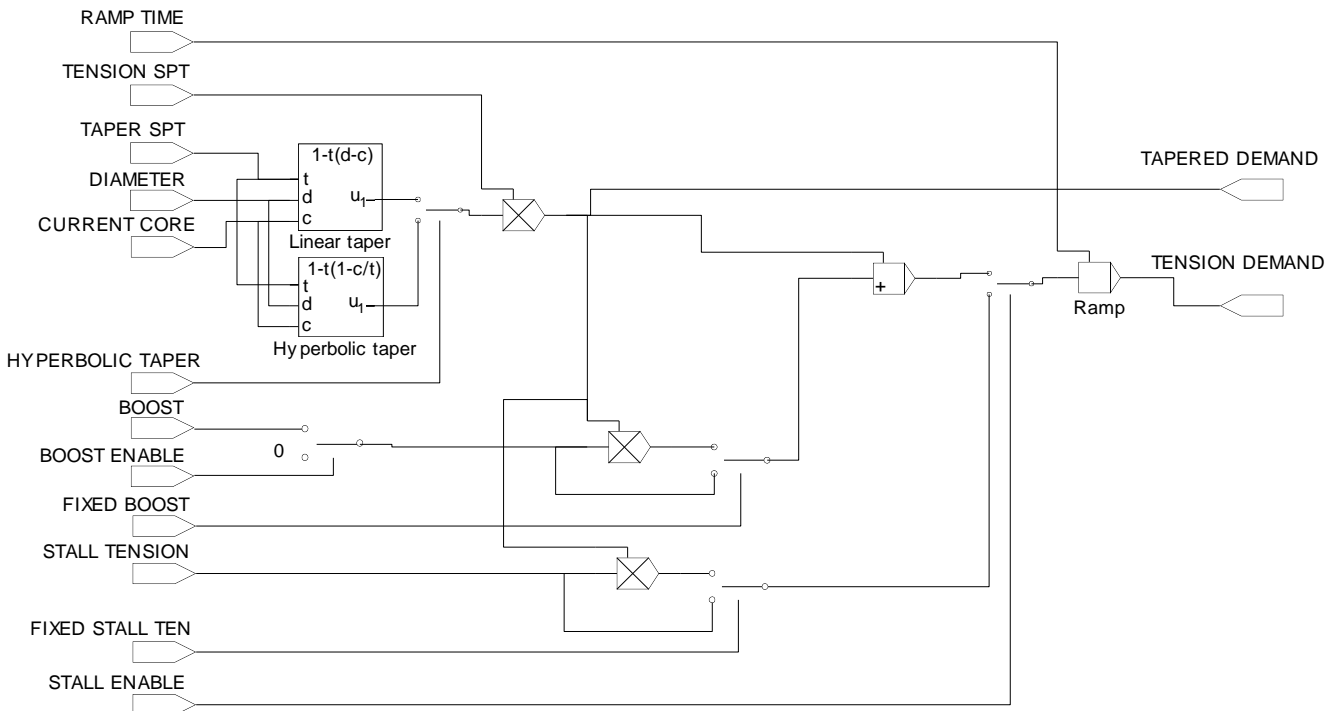 RAMP TIME
TENSION SPT
TAPER SPT
DIAMETER
CURRENT CORE
1-t(d-c)
t
d
c
u1
Linear taper
1-t(1-c/t)
t
d
c
u1
Hyperbolic taper
TAPERED DEMAND
TENSION DEMAND
+
Ramp
HYPERBOLIC TAPER
BOOST
0
BOOST ENABLE
FIXED BOOST
STALL TENSION
FIXED STALL TEN
STALL ENABLE